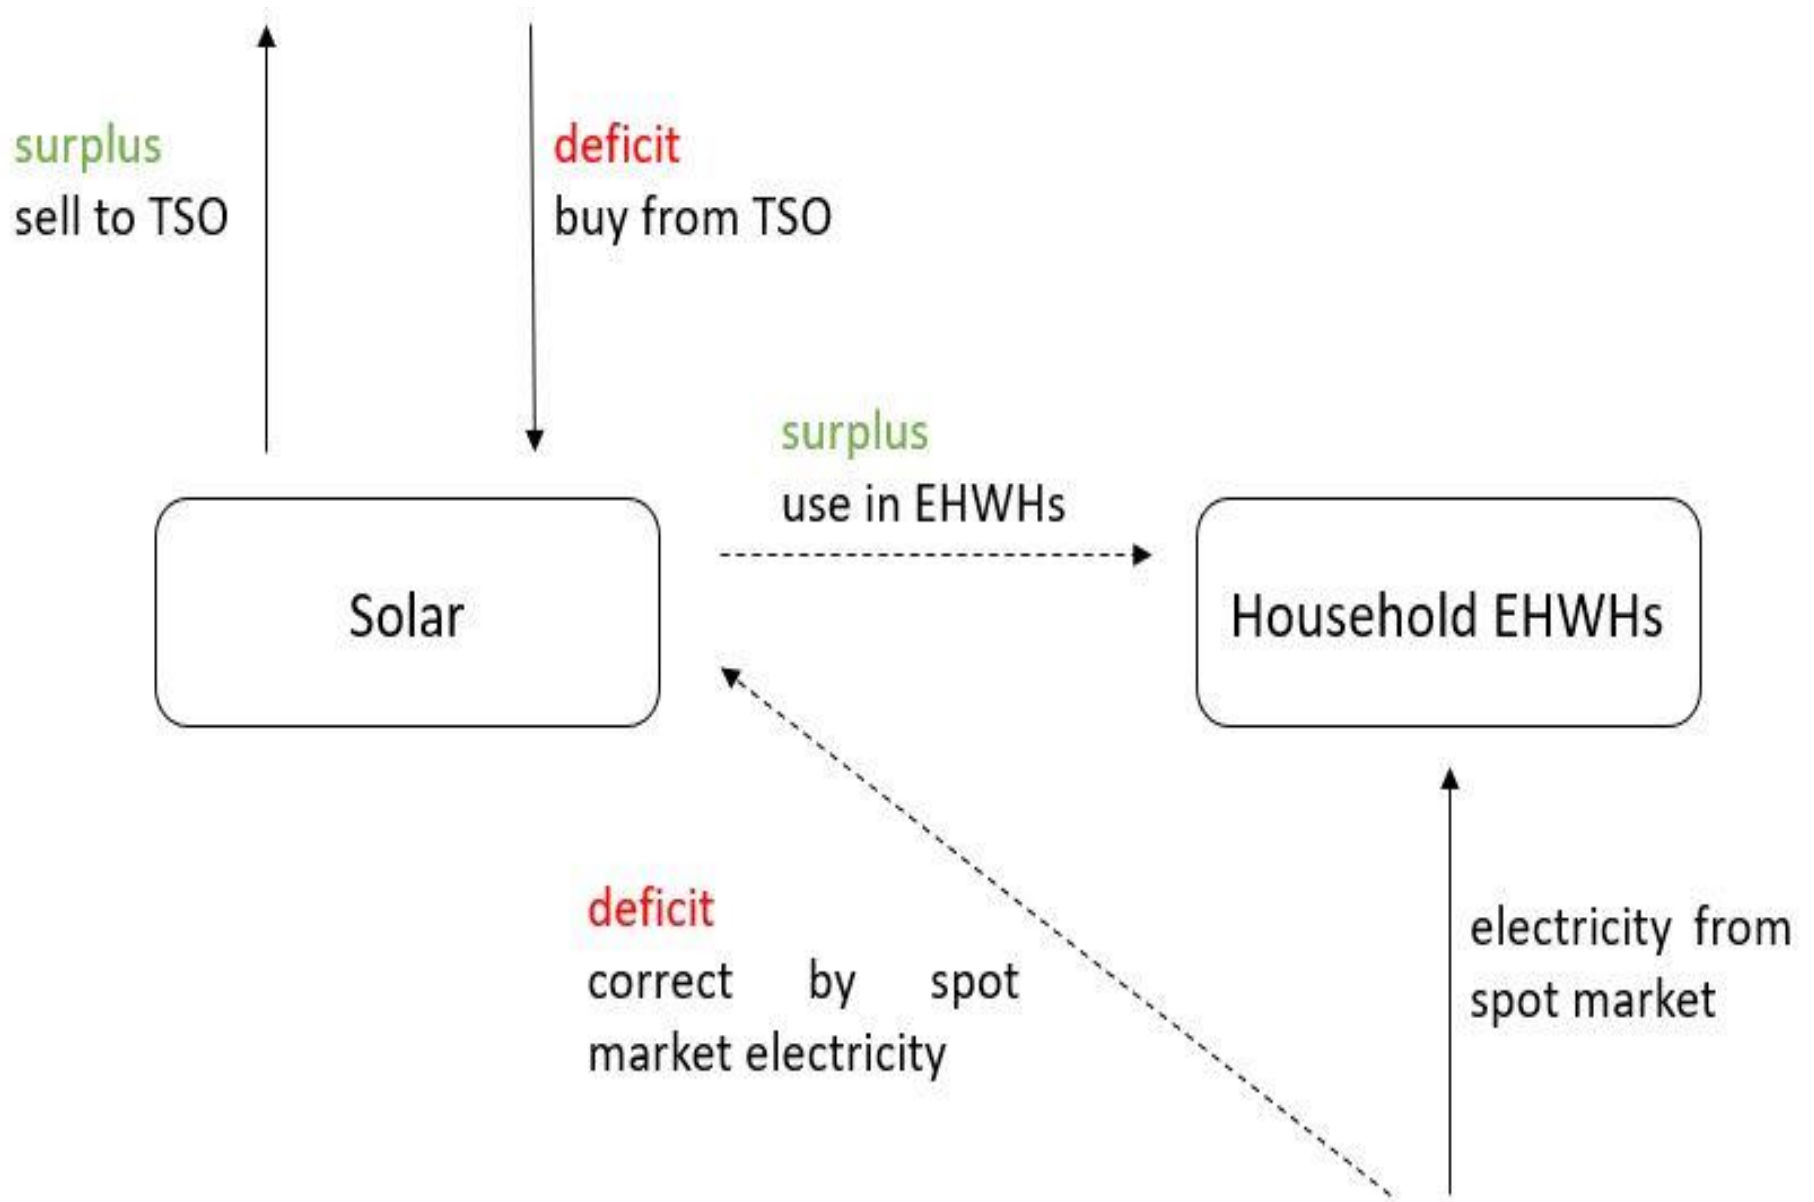 surplus
sell to TSO
deficit
buy from TSO
surplus
use in EHWHs
Solar
Household EHWHs
deficit
correct by spot
market electricity
electricity from
spot market